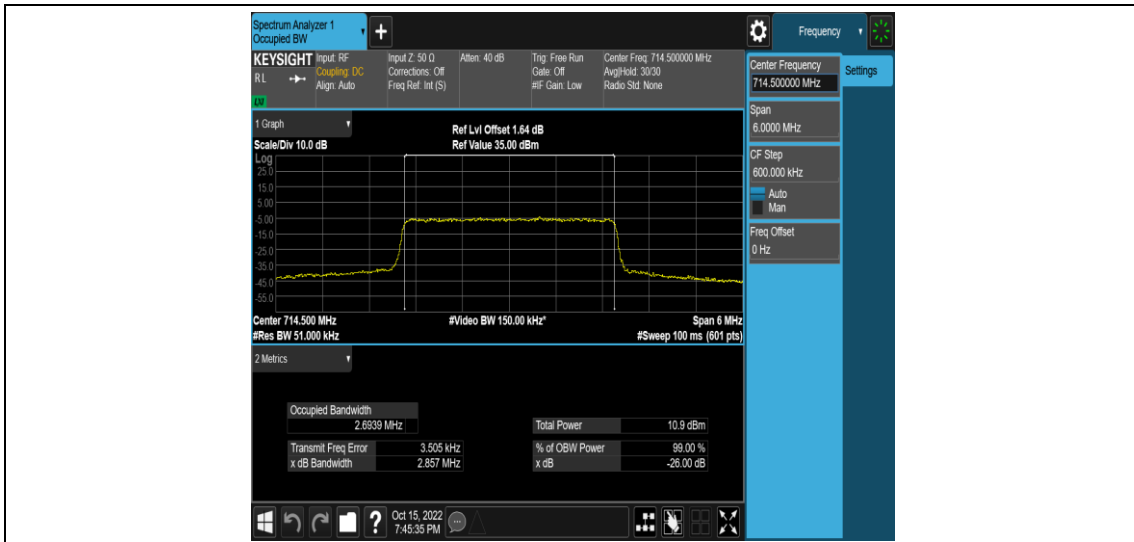 Spectrum Analyzer 1
Occupied BW
+
Frequency
KEYSIGHT
RL
LM
Input: RF
Coupling: DC
Align: Auto
Input Z: 50 Ω
Corrections: Off
Freq Ref: Int (S)
Atten: 40 dB
Trig: Free Run
Gate: Off
#IF Gain: Low
Center Freq: 714.500000 MHz
Avg|Hold: 30/30
Radio Std: None
Center Frequency
714.500000 MHz
Settings
Span
6.0000 MHz
CF Step
600.000 kHz
Auto
Man
Freq Offset
0 Hz
1 Graph
Ref Lvl Offset 1.64 dB
Scale/Div 10.0 dB
Ref Value 35.00 dBm
Log
25.0
15.0
5.00
-5.00
-15.0
-25.0
-35.0
-45.0
-55.0
Center 714.500 MHz
#Video BW 150.00 kHz*
Span 6 MHz
#Res BW 51.000 kHz
#Sweep 100 ms (601 pts)
2 Metrics
Occupied Bandwidth
2.6939 MHz
Total Power 10.9 dBm
Transmit Freq Error 3.505 kHz
% of OBW Power 99.00 %
x dB Bandwidth 2.857 MHz
x dB -26.00 dB
?
Oct 15, 2022
7:45:35 PM